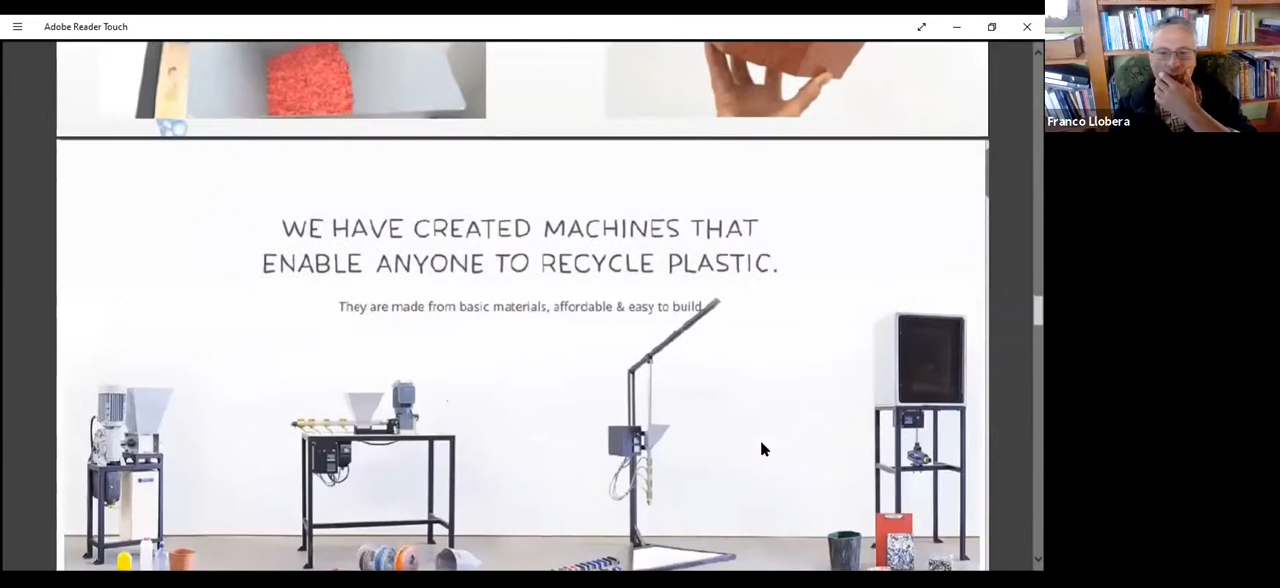 Adobe Reader Touch
Franco Llobera
WE HAVE CREATED MACHINES THAT
ENABLE ANYONE TO RECYCLE PLASTIC.
They are made from basic materials, affordable & easy to build